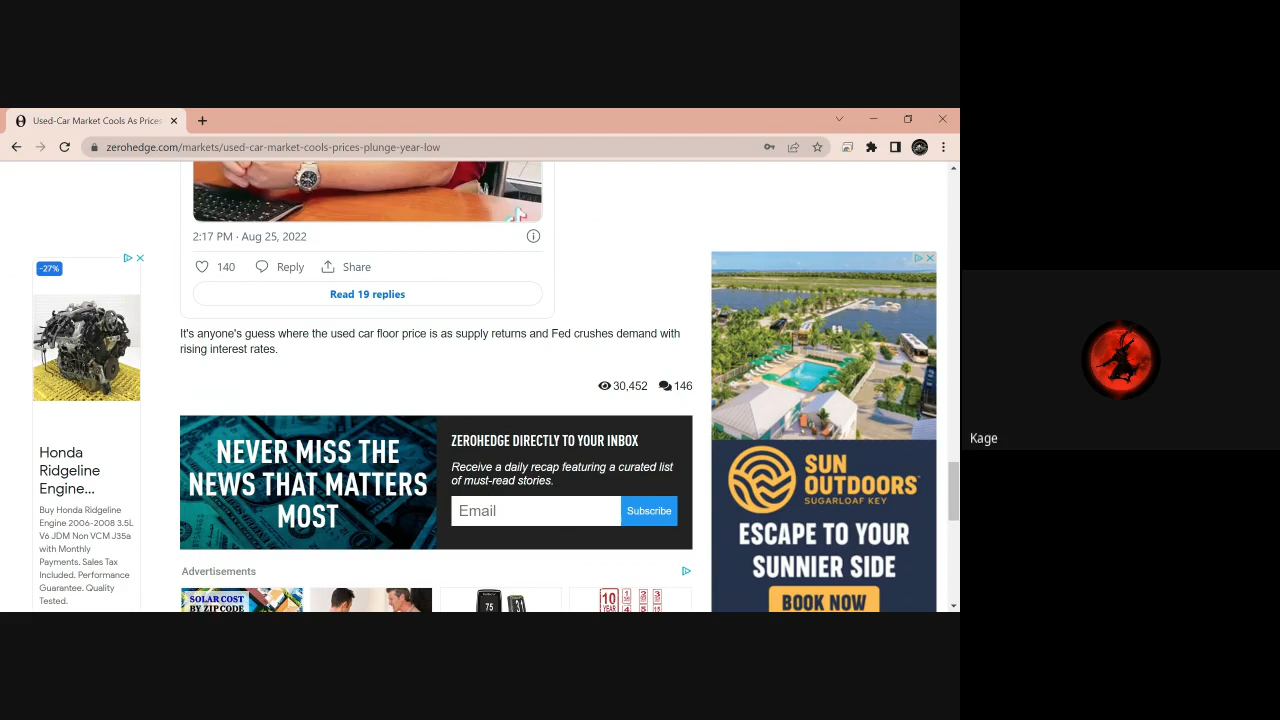 Used-Car Market Cools As Prices
zerohedge.com/markets/used-car-market-cools-prices-plunge-year-low
2:17 PM · Aug 25, 2022
140 Reply Share
Read 19 replies
It's anyone's guess where the used car floor price is as supply returns and Fed crushes demand with
rising interest rates.
30,452 146
NEVER MISS THE
NEWS THAT MATTERS
MOST
ZEROHEDGE DIRECTLY TO YOUR INBOX
Receive a daily recap featuring a curated list
of must-read stories.
Email Subscribe
Advertisements
SOLAR COST
BY ZIP CODE
75
10
YEAR
-27%
Honda
Ridgeline
Engine...
Buy Honda Ridgeline
Engine 2006-2008 3.5L
V6 JDM Non VCM J35a
with Monthly
Payments. Sales Tax
Included. Performance
Guarantee. Quality
Tested.
SUN
OUTDOORS
SUGARLOAF KEY
ESCAPE TO YOUR
SUNNIER SIDE
BOOK NOW
Kage